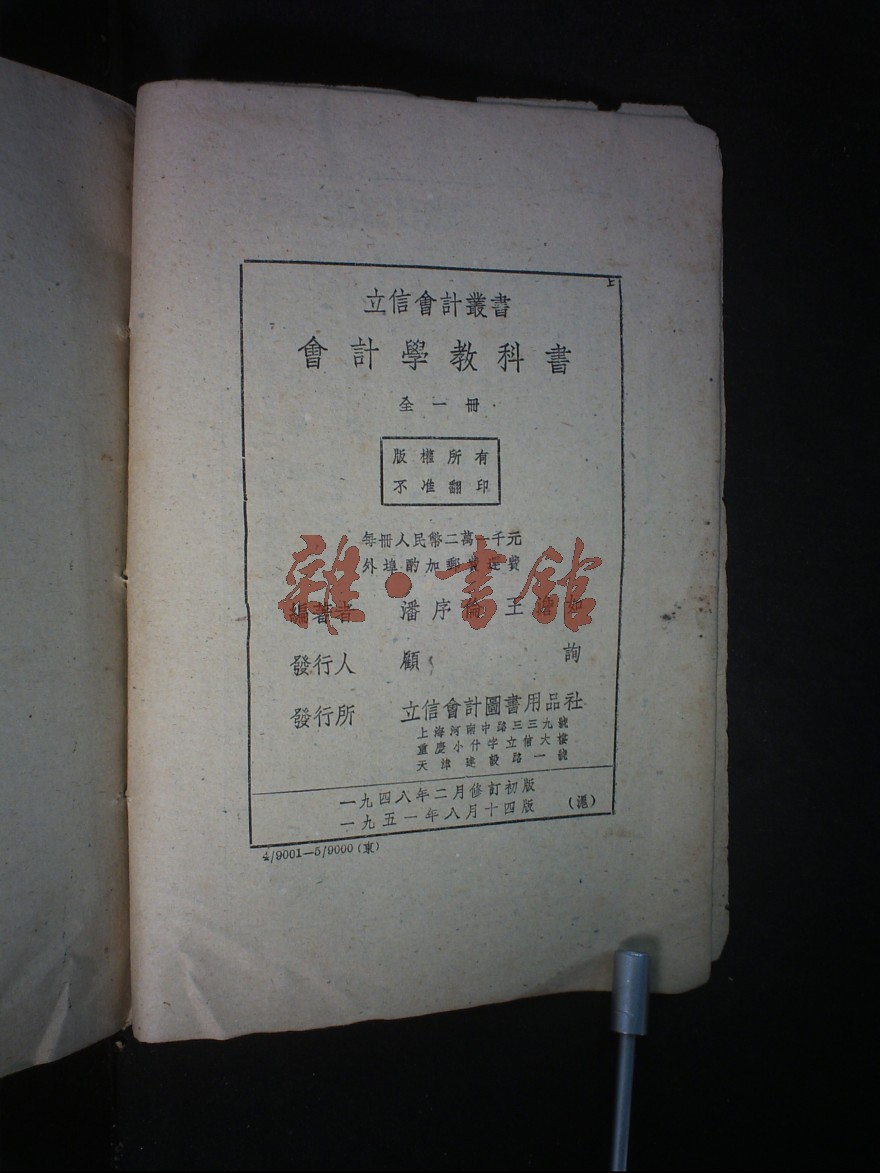 上
立信會計叢書
會計學教科書
全一冊
版權所有
不准翻印
每冊人民幣二萬一千元
外埠酌加郵費運費
雜·書館
編著者 潘序倫 王
發行人 顧詢
發行所 立信會計圖書用品社
上海河南中路三三九號
重慶小什字立信大樓
天津建設路一號
一九四八年二月修訂初版
一九五一年八月十四版 (滬)
4/9001—5/9000 (東)